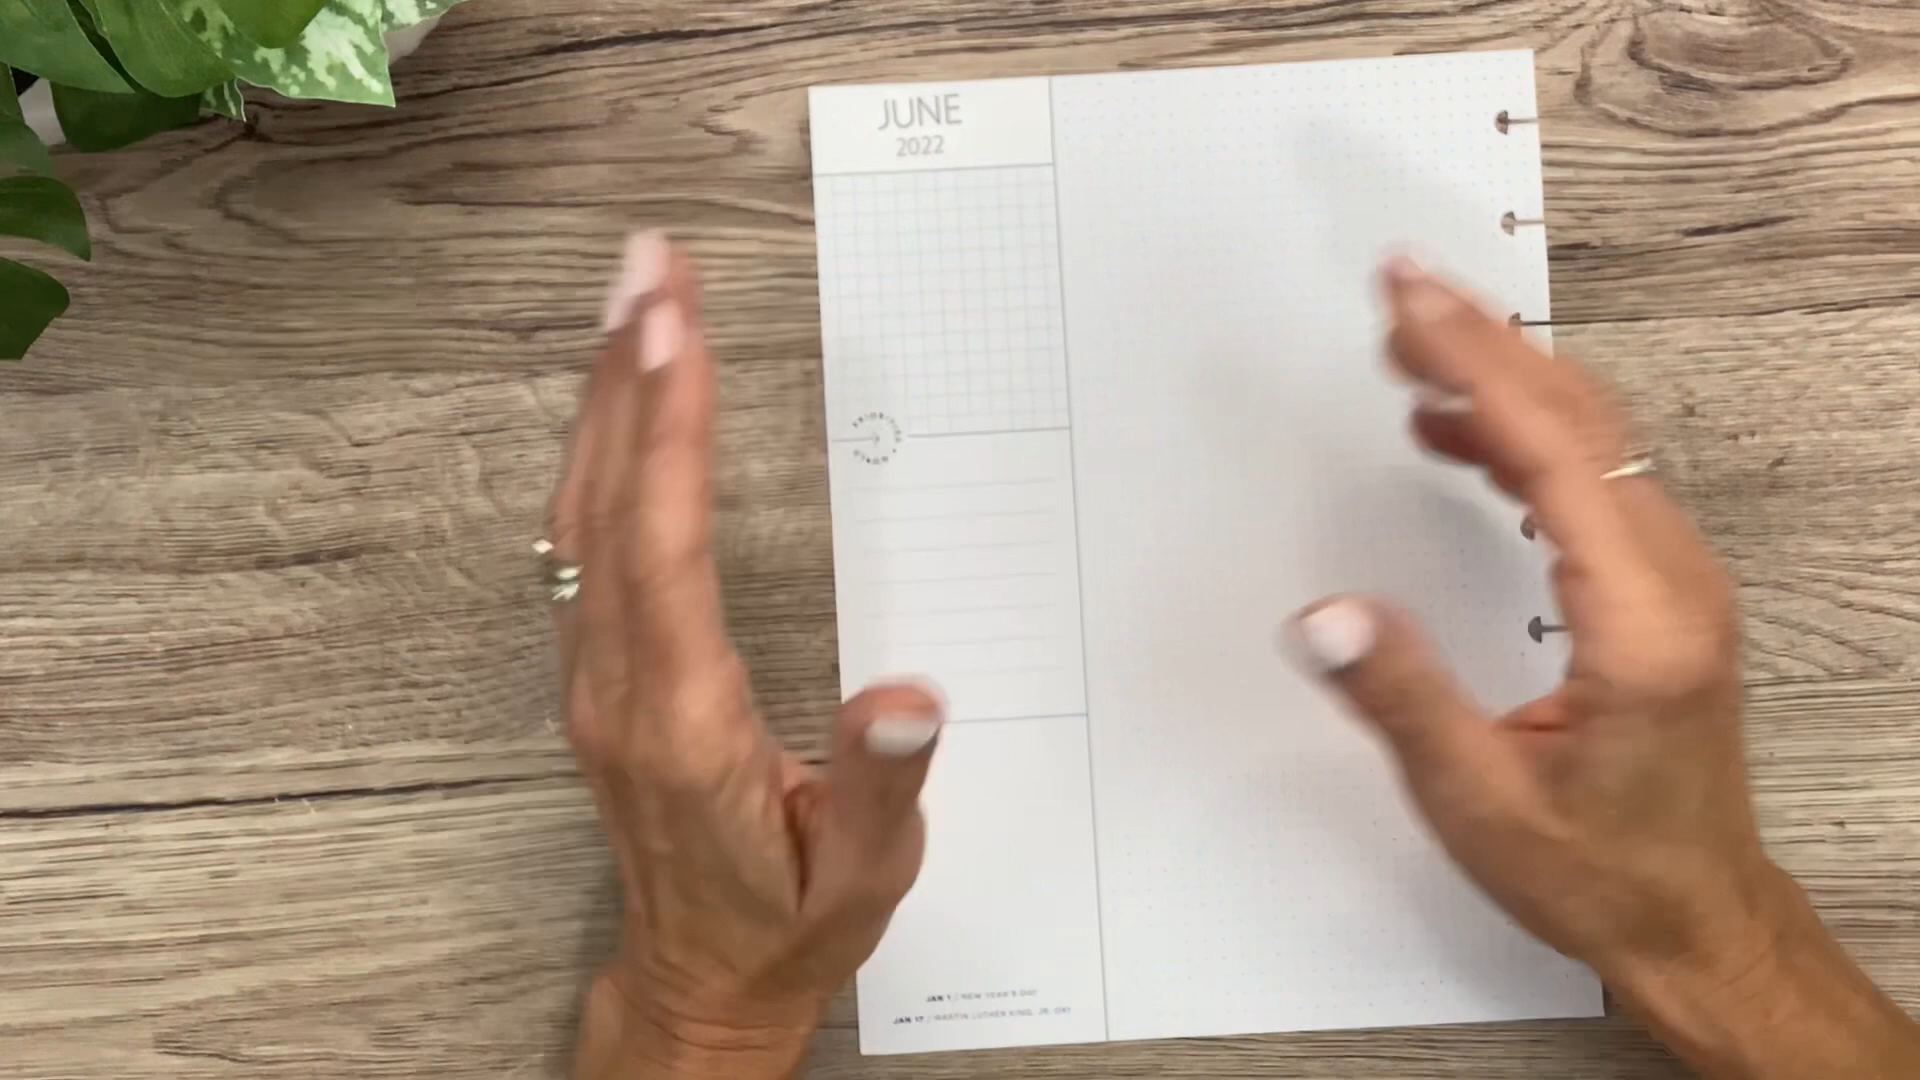 JUNE
2022
JAN 1 / NEW YEAR'S DAY
JAN 17 / MARTIN LUTHER KING, JR. DAY